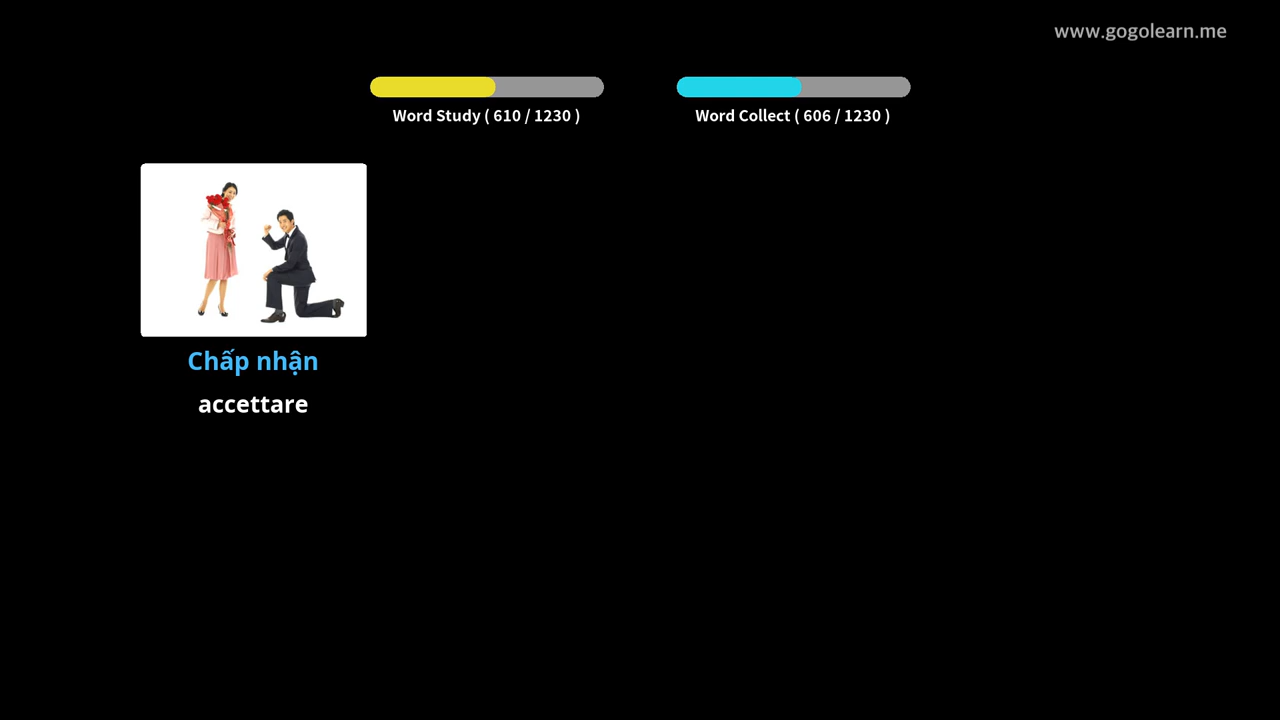 www.gogolearn.me
Word Study ( 610 / 1230 )
Word Collect ( 606 / 1230 )
Chấp nhận
accettare